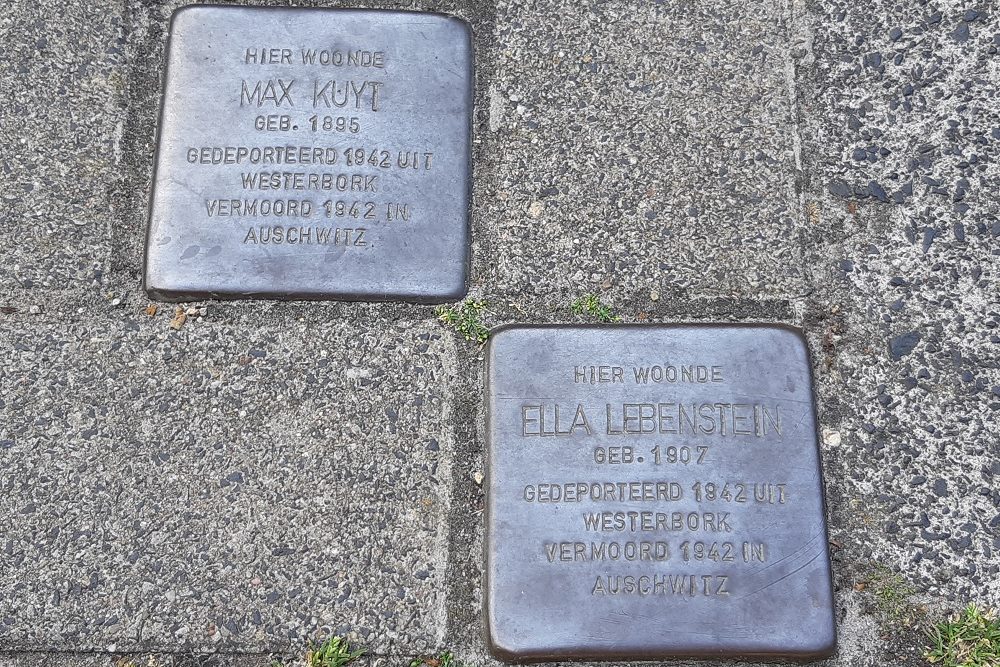 HIER WOONDE
MAX KUYT
GEB. 1895
GEDEPORTEERD 1942 UIT
WESTERBORK
VERMOORD 1942 IN
AUSCHWITZ
HIER WOONDE
ELLA LEBENSTEIN
GEB. 1907
GEDEPORTEERD 1942 UIT
WESTERBORK
VERMOORD 1942 IN
AUSCHWITZ